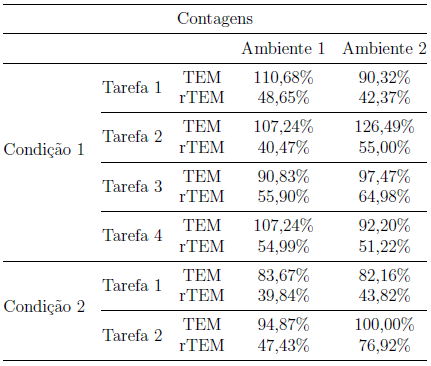 Contagens
Ambiente 1 Ambiente 2
Condição 1
Tarefa 1 TEM 110,68% 90,32%
rTEM 48,65% 42,37%
Tarefa 2 TEM 107,24% 126,49%
rTEM 40,47% 55,00%
Tarefa 3 TEM 90,83% 97,47%
rTEM 55,90% 64,98%
Tarefa 4 TEM 107,24% 92,20%
rTEM 54,99% 51,22%
Condição 2
Tarefa 1 TEM 83,67% 82,16%
rTEM 39,84% 43,82%
Tarefa 2 TEM 94,87% 100,00%
rTEM 47,43% 76,92%